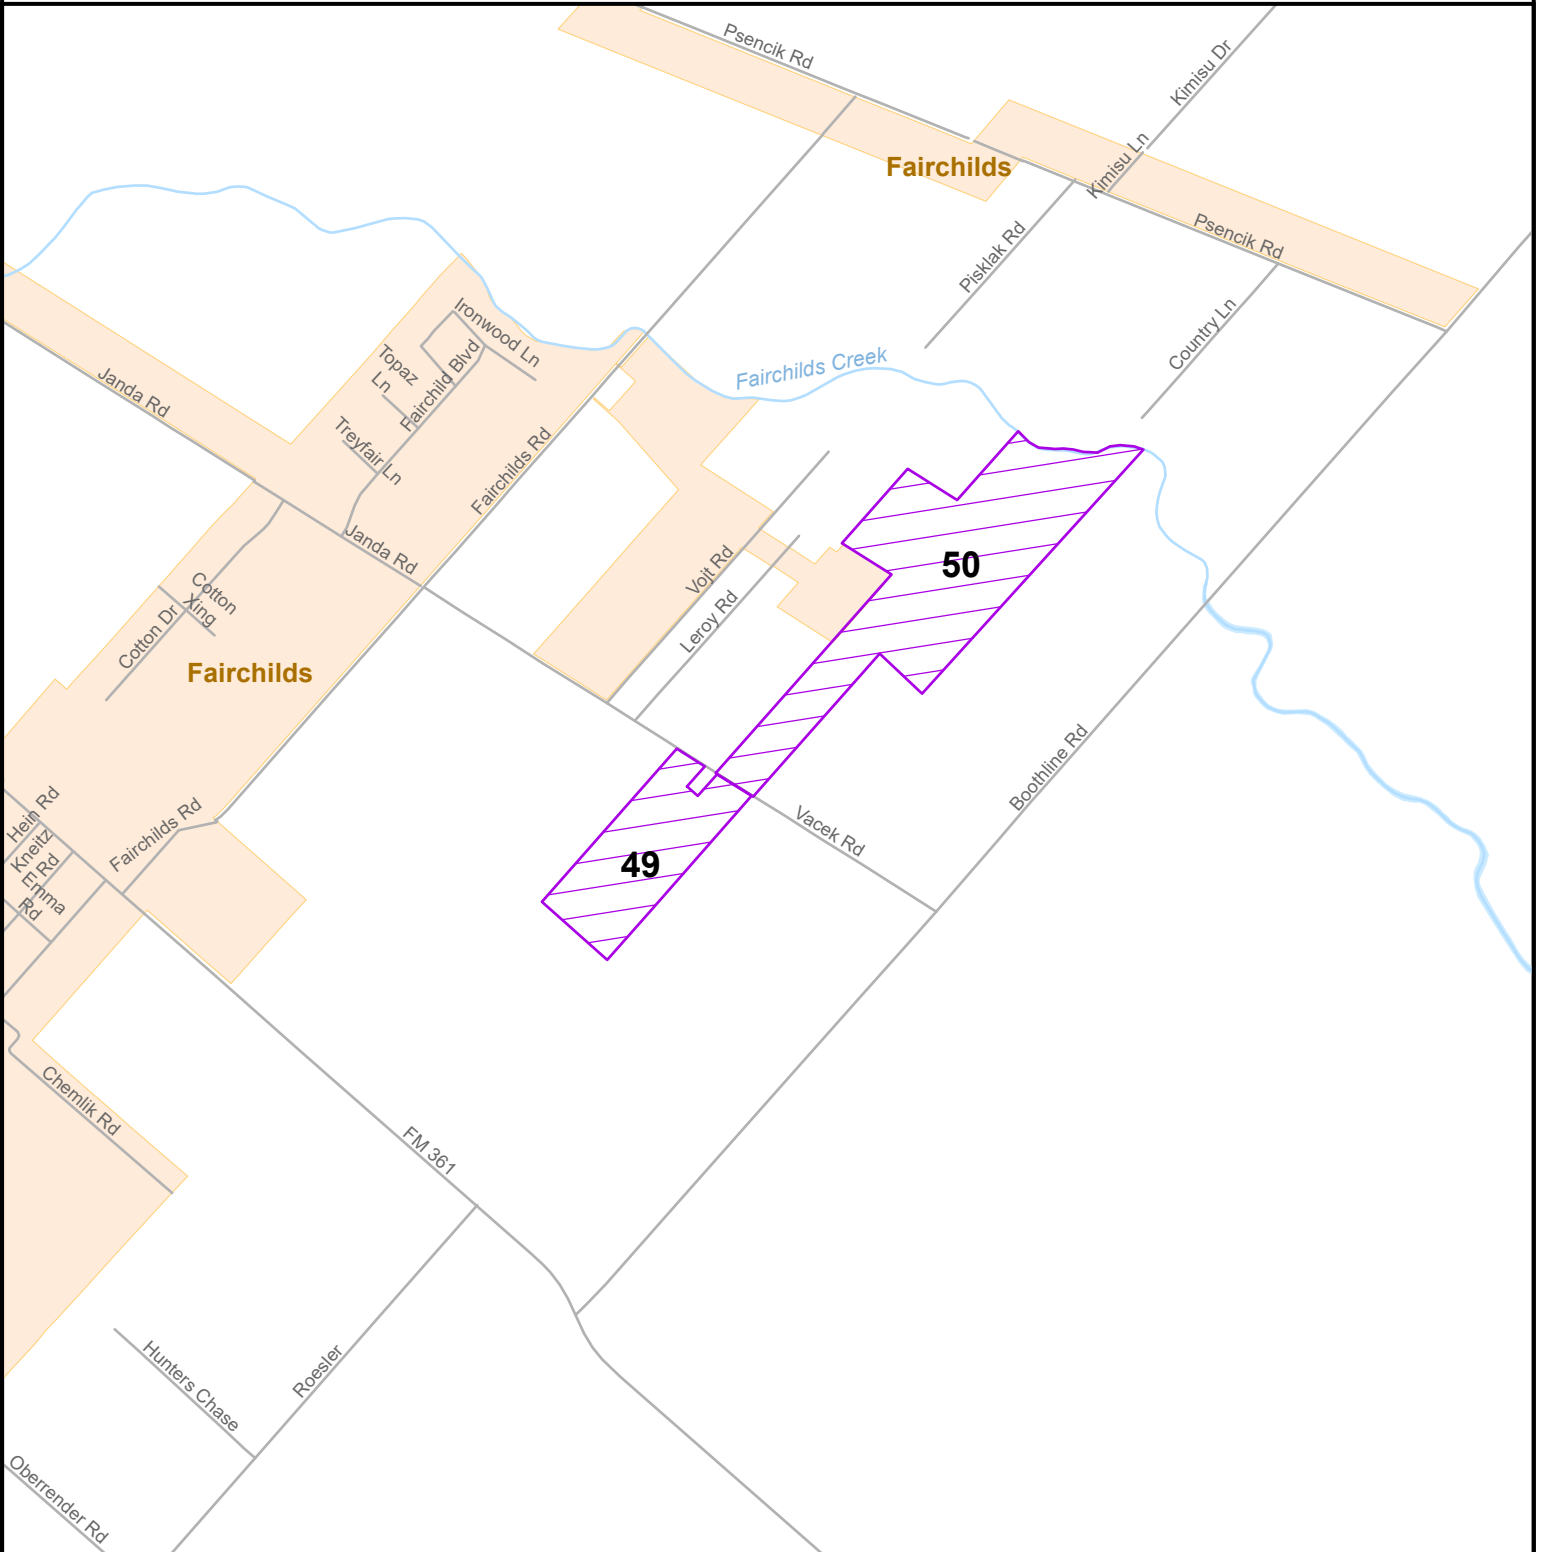 Psencik Rd
Kimisu Dr
Fairchilds
Kimisu Ln
Psencik Rd
Pisklak Rd
Country Ln
Ironwood Ln
Topaz
Ln
Fairchild Blvd
Fairchilds Creek
Janda Rd
Treyfair Ln
Fairchilds Rd
Janda Rd
Voit Rd
50
Leroy Rd
Cotton
Xing
Cotton Dr
Fairchilds
Boothline Rd
Vacek Rd
Hein Rd
Fairchilds Rd
Kneitz
Rd
Emma
Rd
49
Chemlik Rd
FM 361
Hunters Chase
Roesler
Oberrender Rd